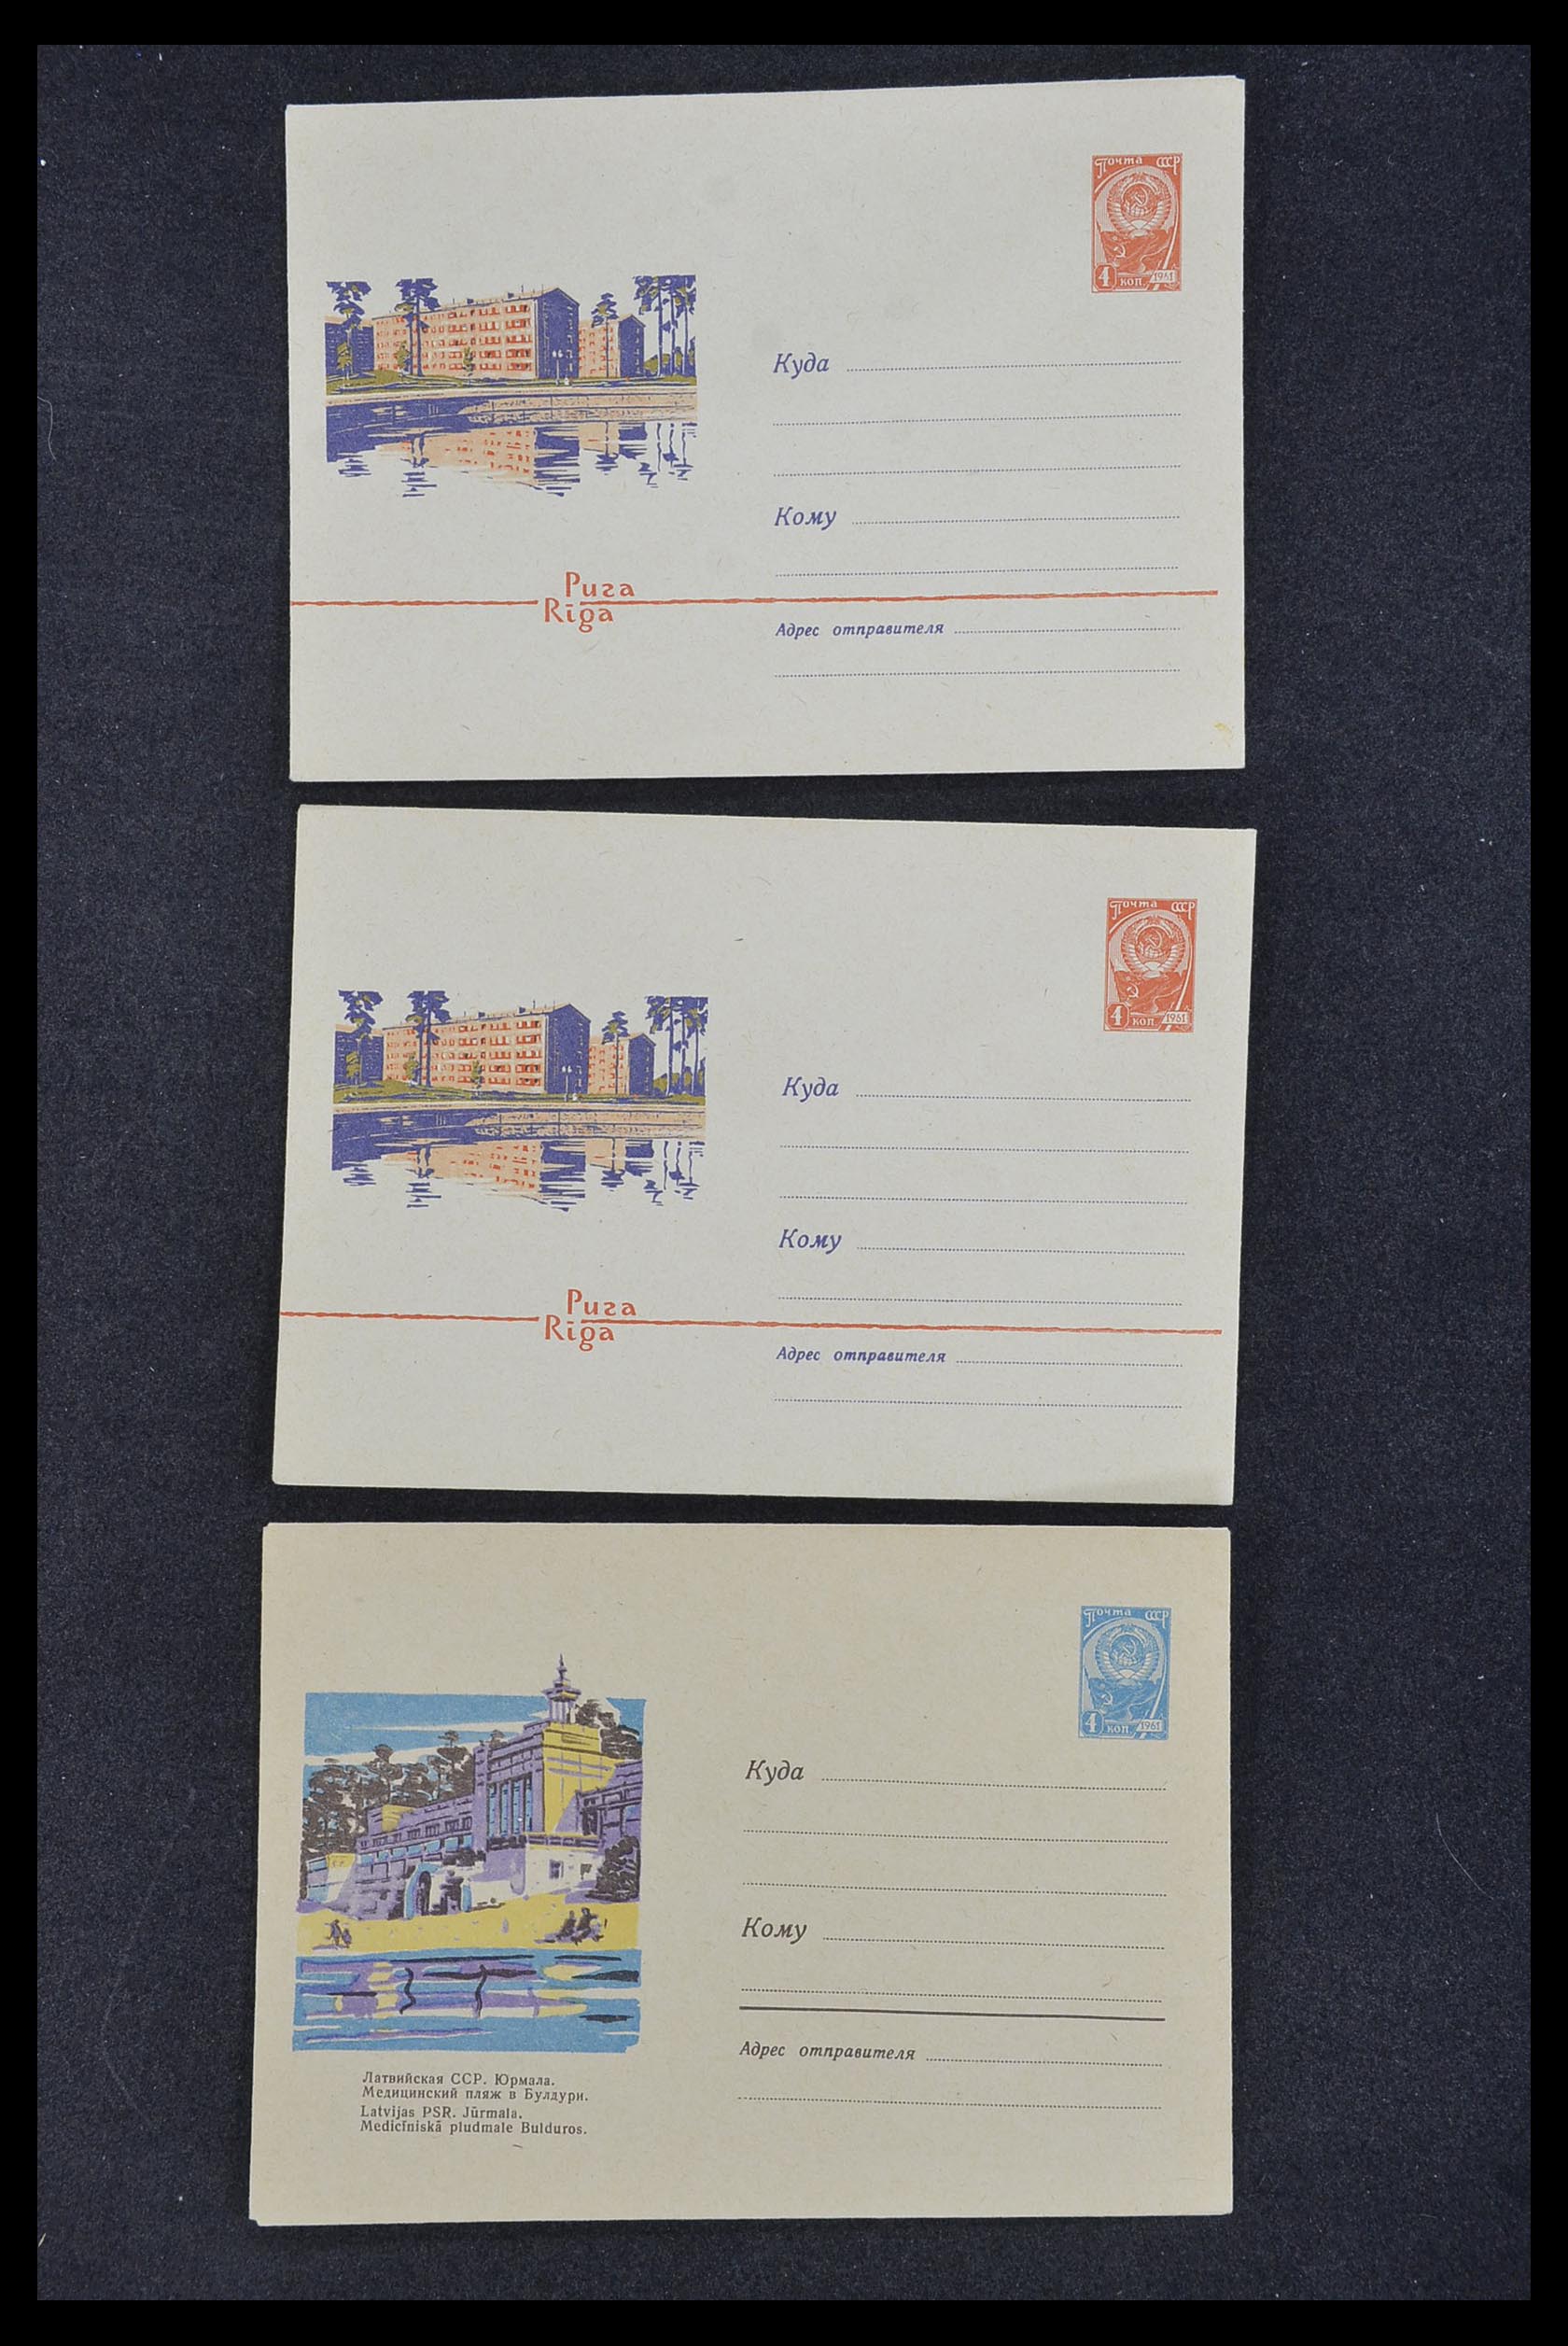 Почта СССР
4 коп. 1961
Куда
Кому
Рига
Rīga
Адрес отправителя
Почта СССР
4 коп. 1961
Куда
Кому
Рига
Rīga
Адрес отправителя
Почта СССР
4 коп. 1961
Куда
Кому
Адрес отправителя
Латвийская ССР. Юрмала.
Медицинский пляж в Булдури.
Latvijas PSR. Jūrmala.
Medicīniskā pludmale Bulduros.